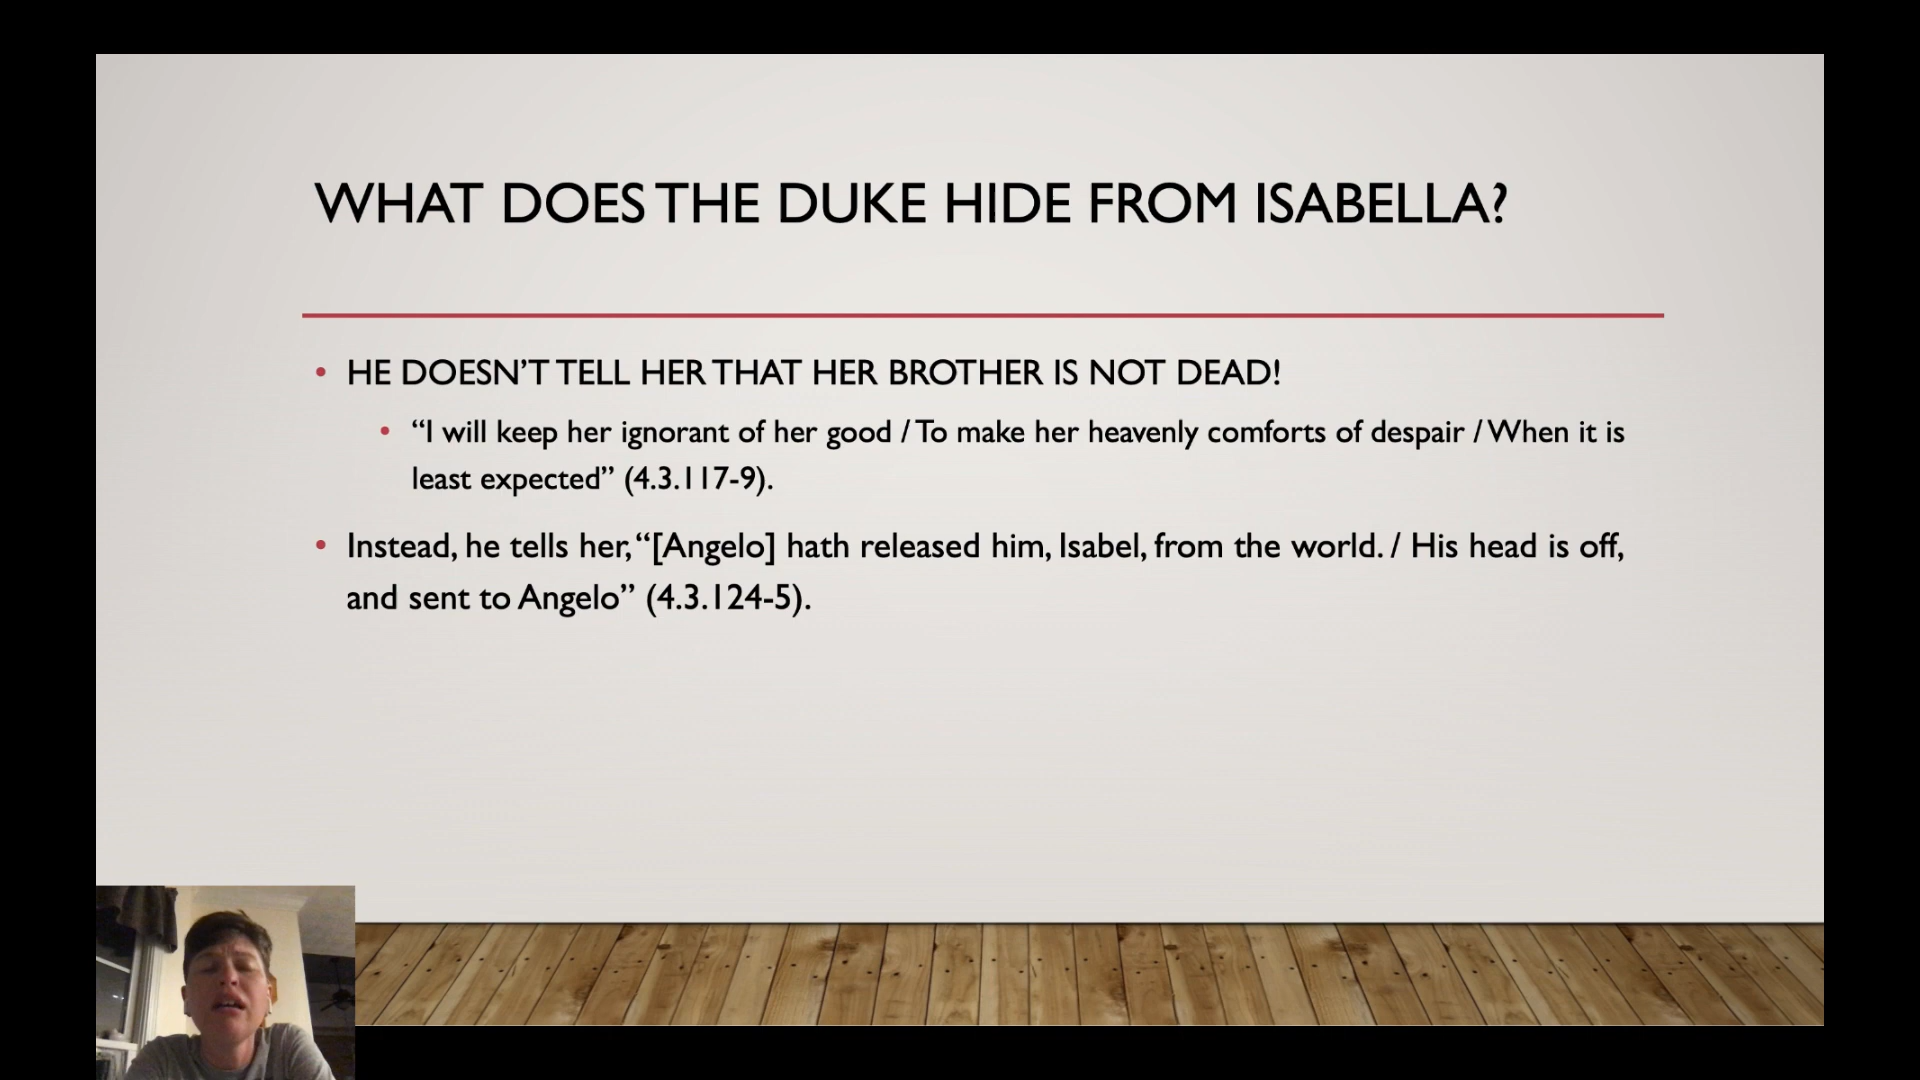 WHAT DOES THE DUKE HIDE FROM ISABELLA?
• HE DOESN'T TELL HER THAT HER BROTHER IS NOT DEAD!
• “I will keep her ignorant of her good / To make her heavenly comforts of despair / When it is
least expected” (4.3.117-9).
• Instead, he tells her, “[Angelo] hath released him, Isabel, from the world. / His head is off,
and sent to Angelo” (4.3.124-5).